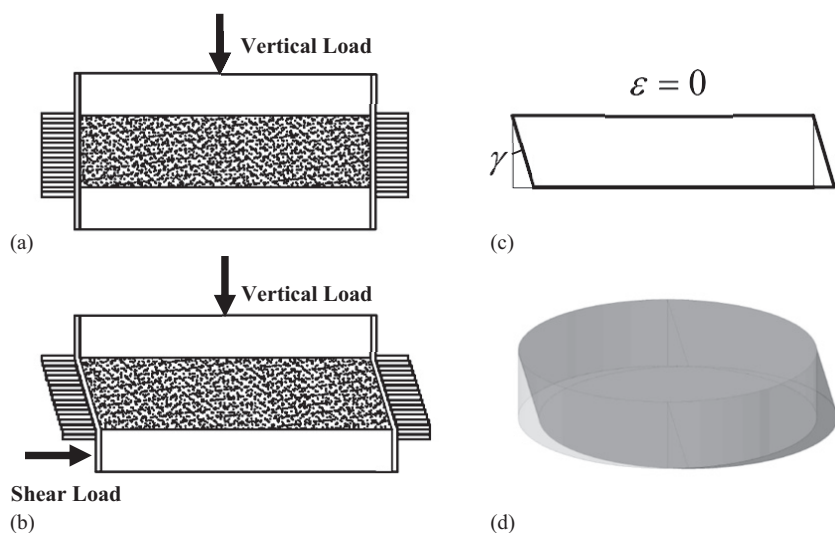 Vertical Load
(a)
Vertical Load
Shear Load
(b)
ε = 0
γ
(c)
(d)